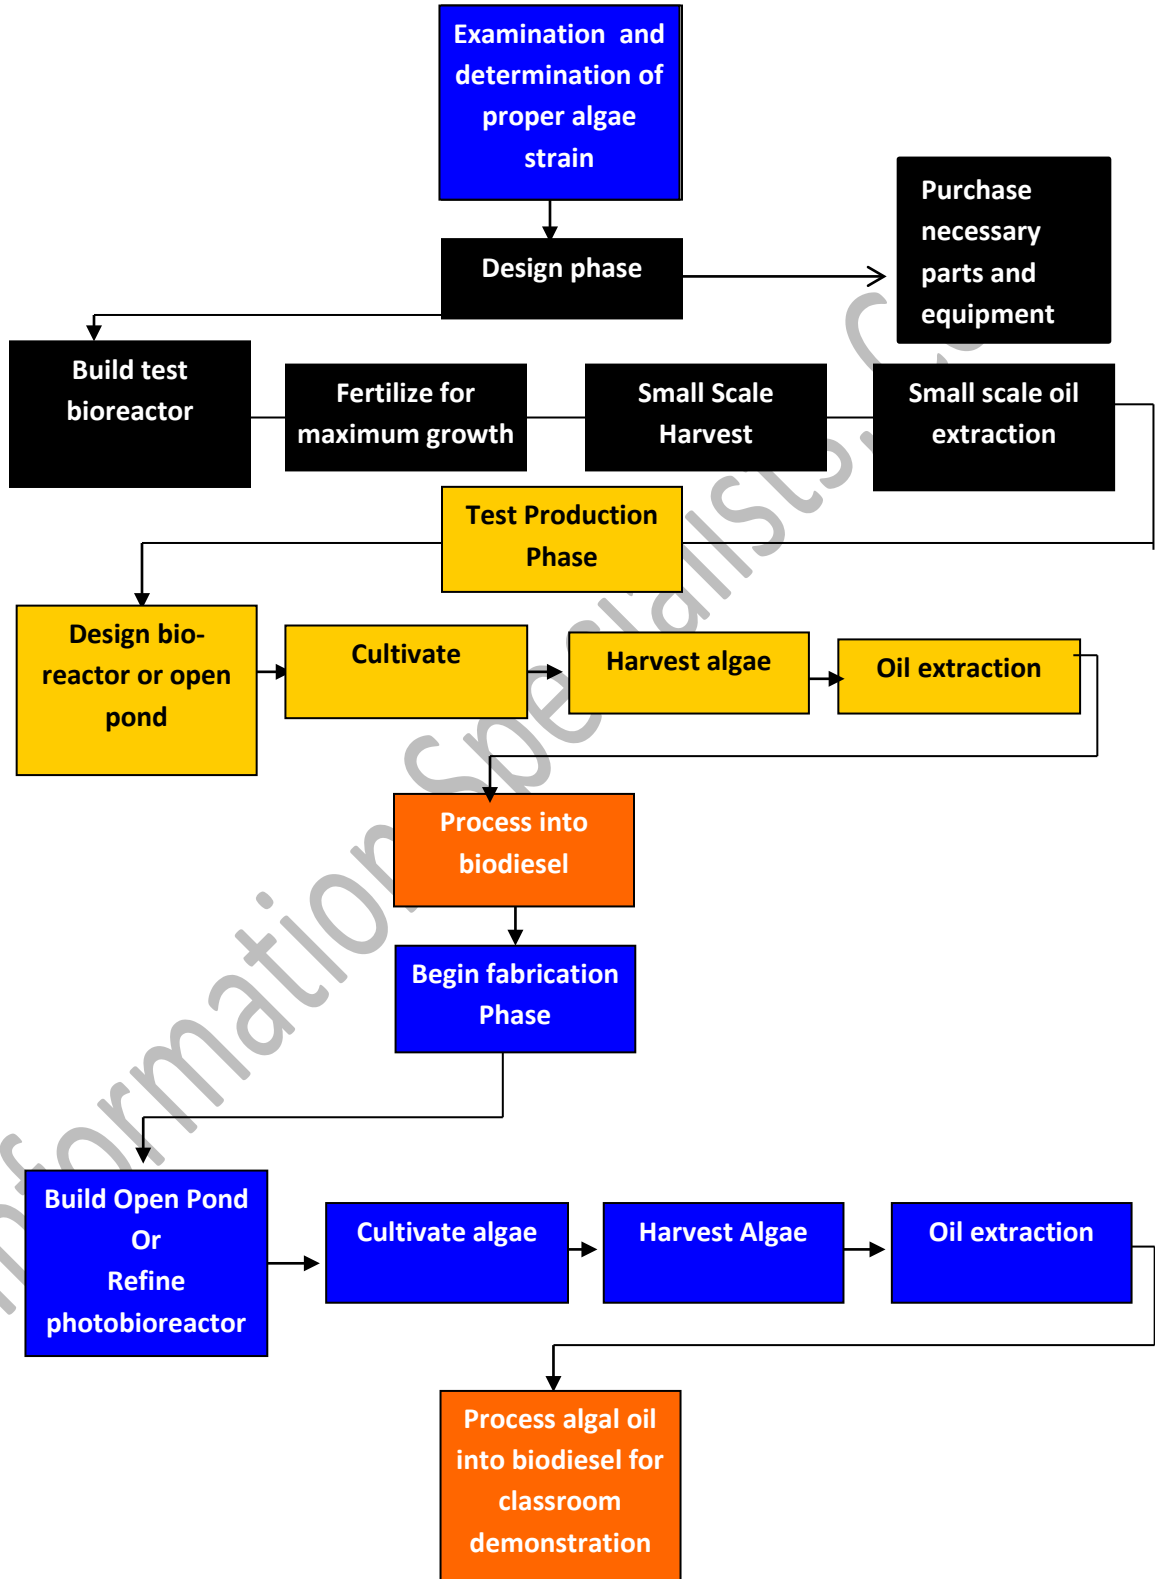 Examination and
determination of
proper algae
strain
Purchase
necessary
parts and
equipment
Design phase
Build test
bioreactor
Fertilize for
maximum growth
Small Scale
Harvest
Small scale oil
extraction
Test Production
Phase
Design bio-
reactor or open
pond
Cultivate
Harvest algae
Oil extraction
Process into
biodiesel
Begin fabrication
Phase
Build Open Pond
Or
Refine
photobioreactor
Cultivate algae
Harvest Algae
Oil extraction
Process algal oil
into biodiesel for
classroom
demonstration
Information Specialists,